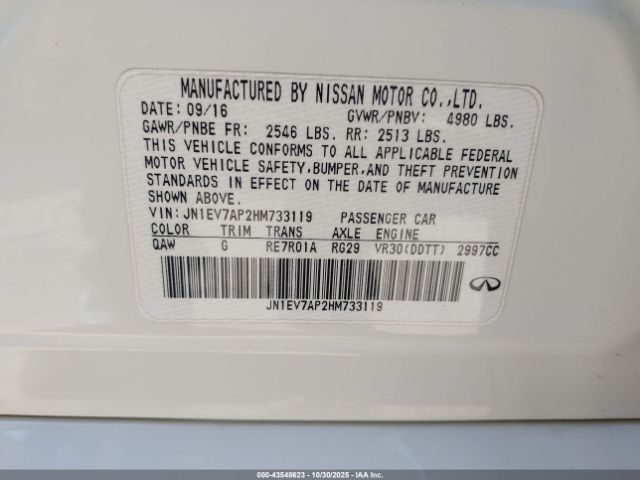 MANUFACTURED BY NISSAN MOTOR CO.,LTD.
DATE: 09/16 GVWR/PNBV: 4980 LBS.
GAWR/PNBE FR: 2546 LBS. RR: 2513 LBS.
THIS VEHICLE CONFORMS TO ALL APPLICABLE FEDERAL
MOTOR VEHICLE SAFETY,BUMPER,AND THEFT PREVENTION
STANDARDS IN EFFECT ON THE DATE OF MANUFACTURE
SHOWN ABOVE.
VIN: JN1EV7AP2HM733119 PASSENGER CAR
COLOR TRIM TRANS AXLE ENGINE
QAW G RE7R01A RG29 VR30(DDTT) 2997CC
JN1EV7AP2HM733119
000-43548623 - 10/30/2025 - IAA, Inc.